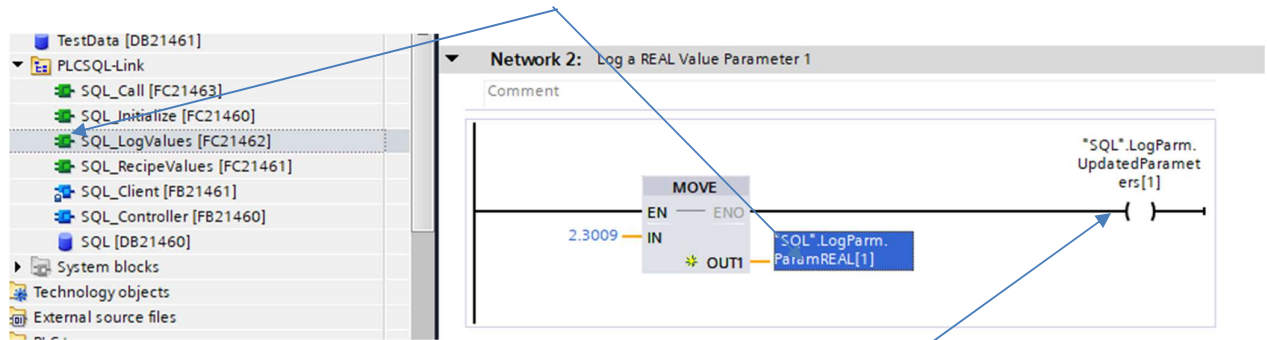 TestData [DB21461]
PLCSQL-Link
SQL_Call [FC21463]
SQL_Initialize [FC21460]
SQL_LogValues [FC21462]
SQL_RecipeValues [FC21461]
SQL_Client [FB21461]
SQL_Controller [FB21460]
SQL [DB21460]
System blocks
Technology objects
External source files
Network 2: Log a REAL Value Parameter 1
Comment
"SQL".LogParm.
UpdatedParamet
ers[1]
MOVE
EN ENO
2.3009 IN
OUT1
"SQL".LogParm.
ParamREAL[1]